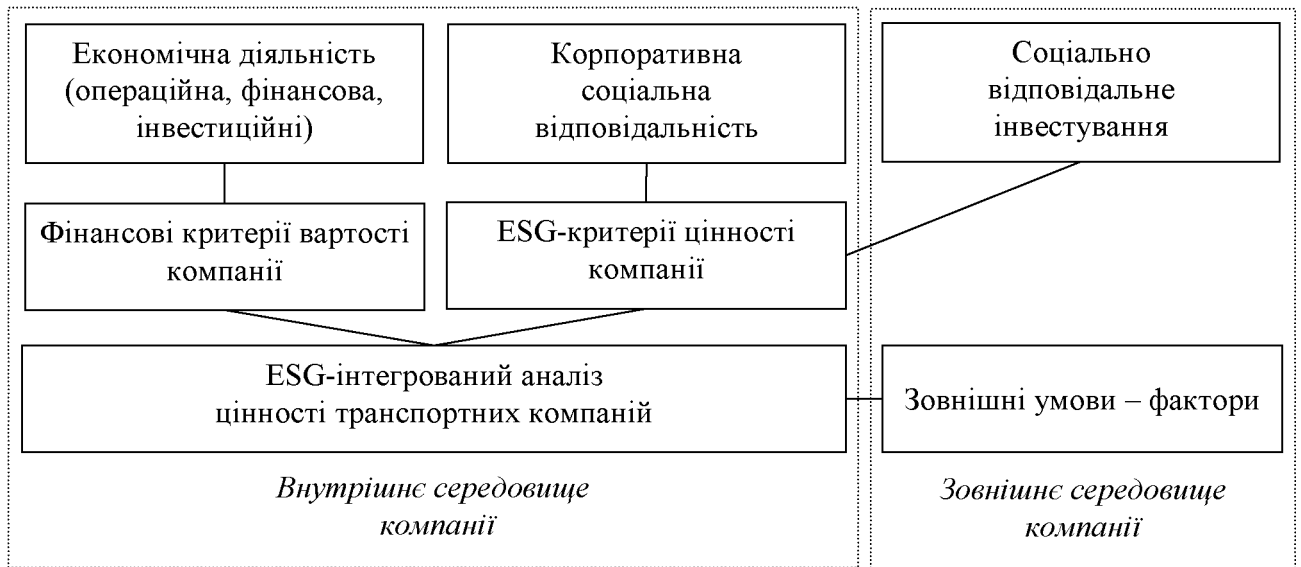 Економічна діяльність
(операційна, фінансова,
інвестиційні)
Корпоративна
соціальна
відповідальність
Соціально
відповідальне
інвестування
Фінансові критерії вартості
компанії
ESG-критерії цінності
компанії
ESG-інтегрований аналіз
цінності транспортних компаній
Зовнішні умови – фактори
Внутрішнє середовище
компанії
Зовнішнє середовище
компанії